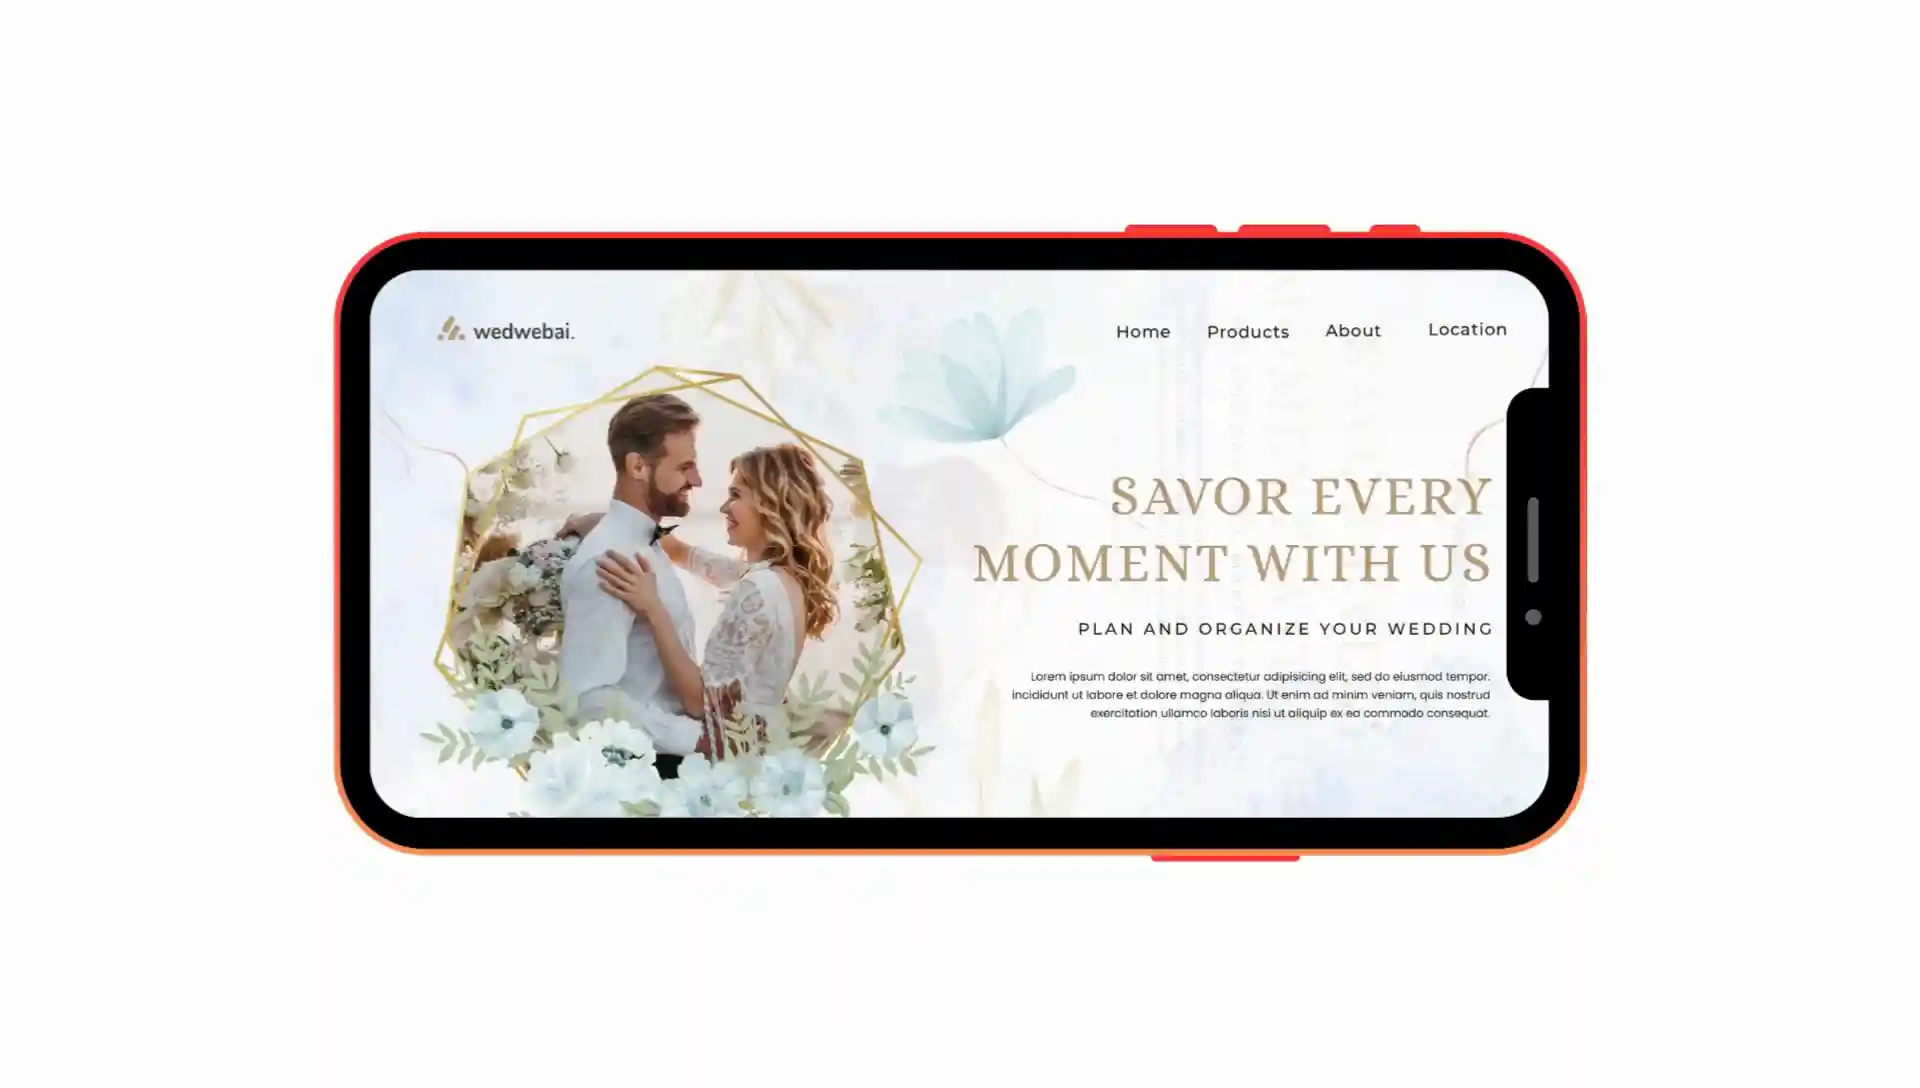 wedwebai.
Home Products About Location
SAVOR EVERY
MOMENT WITH US
PLAN AND ORGANIZE YOUR WEDDING
Lorem ipsum dolor sit amet, consectetur adipisicing elit, sed do eiusmod tempor.
incididunt ut labore et dolore magna aliqua. Ut enim ad minim veniam, quis nostrud
exercitation ullamco laboris nisi ut aliquip ex ea commodo consequat.